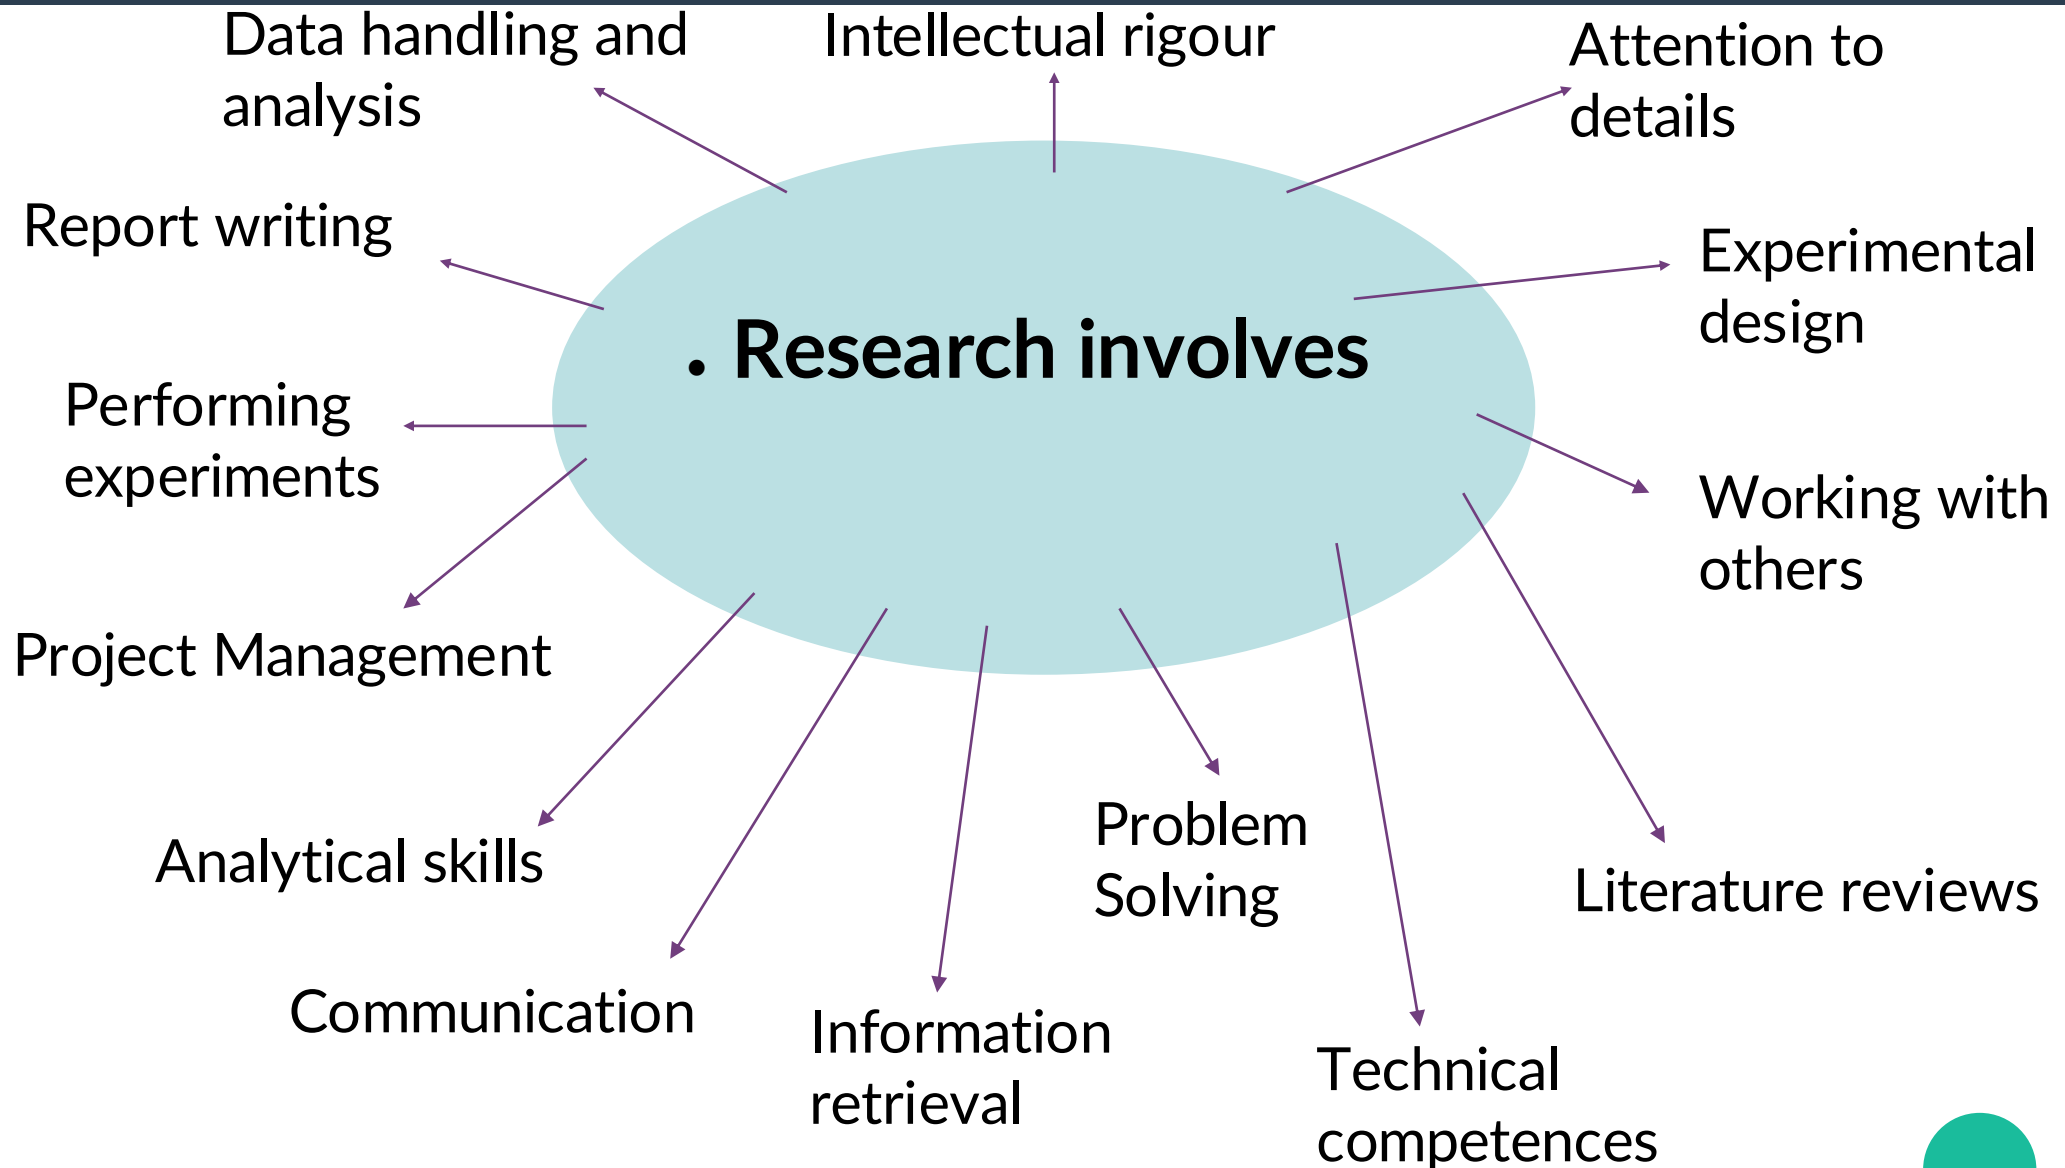 Data handling and
analysis
Intellectual rigour
Attention to
details
Report writing
Experimental
design
. Research involves
Performing
experiments
Working with
others
Project Management
Problem
Solving
Analytical skills
Literature reviews
Communication
Information
retrieval
Technical
competences